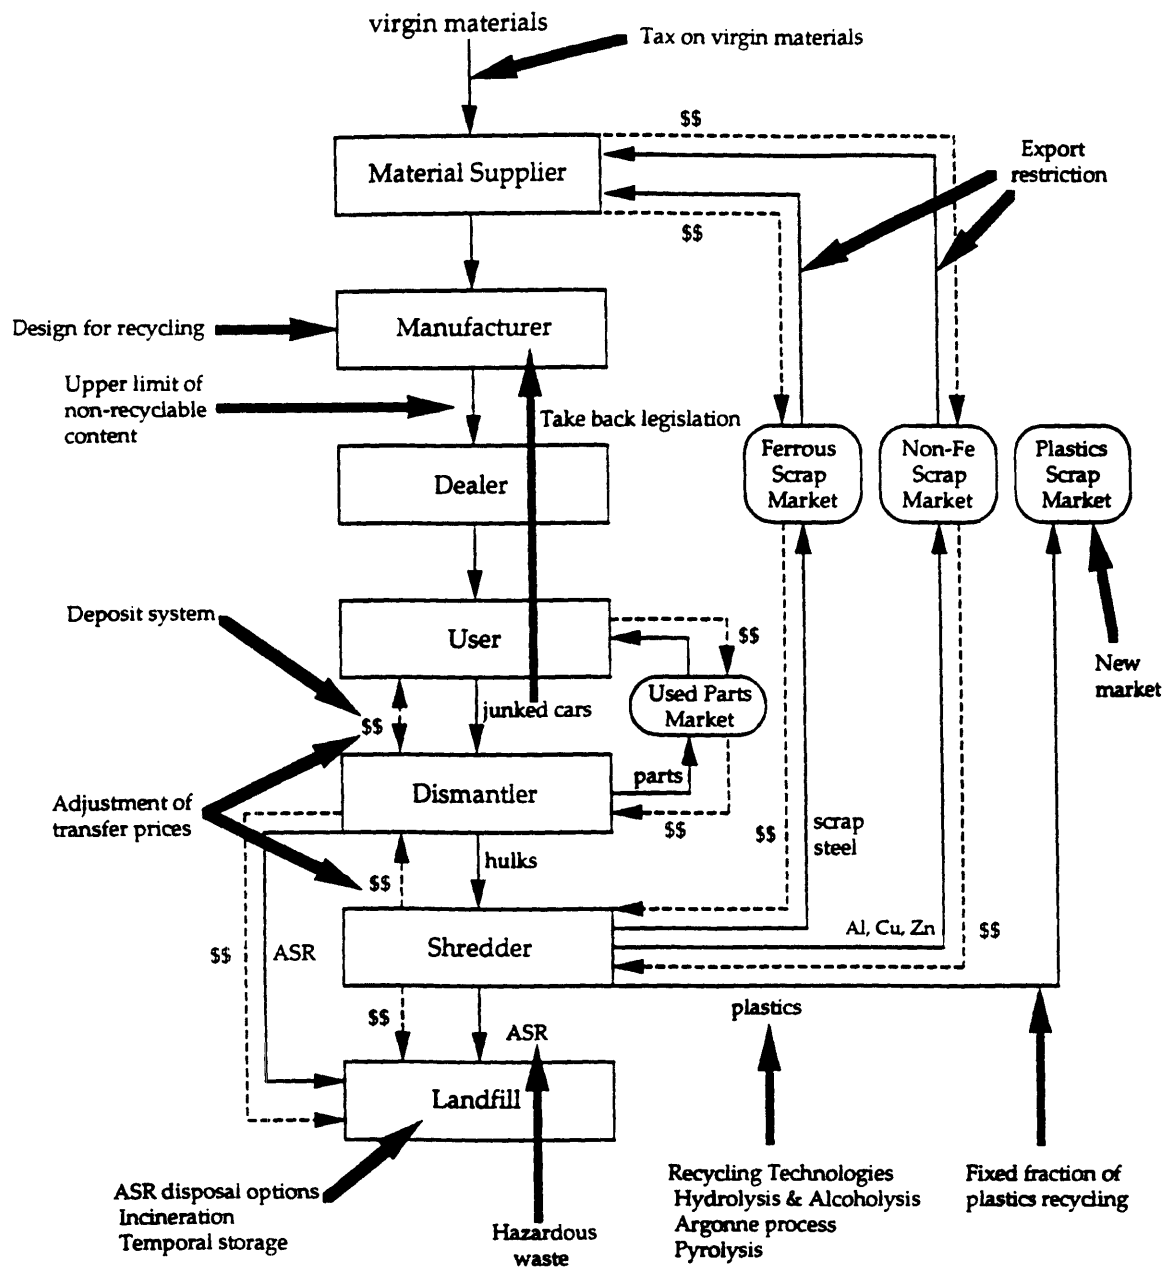 virgin materials
Tax on virgin materials
$$
Export
restriction
Material Supplier
$$
Design for recycling
Manufacturer
Upper limit of
non-recyclable
content
Take back legislation
Dealer
Ferrous
Scrap
Market
Non-Fe
Scrap
Market
Plastics
Scrap
Market
Deposit system
User
$$
New
market
Used Parts
Market
junked cars
$$
Dismantler
parts
Adjustment of
transfer prices
$$
$$
scrap
steel
hulks
$$
Shredder
Al, Cu, Zn
$$
$$
ASR
plastics
$$
ASR
Landfill
ASR disposal options
Incineration
Temporal storage
Hazardous
waste
Recycling Technologies
Hydrolysis & Alcoholysis
Argonne process
Pyrolysis
Fixed fraction of
plastics recycling